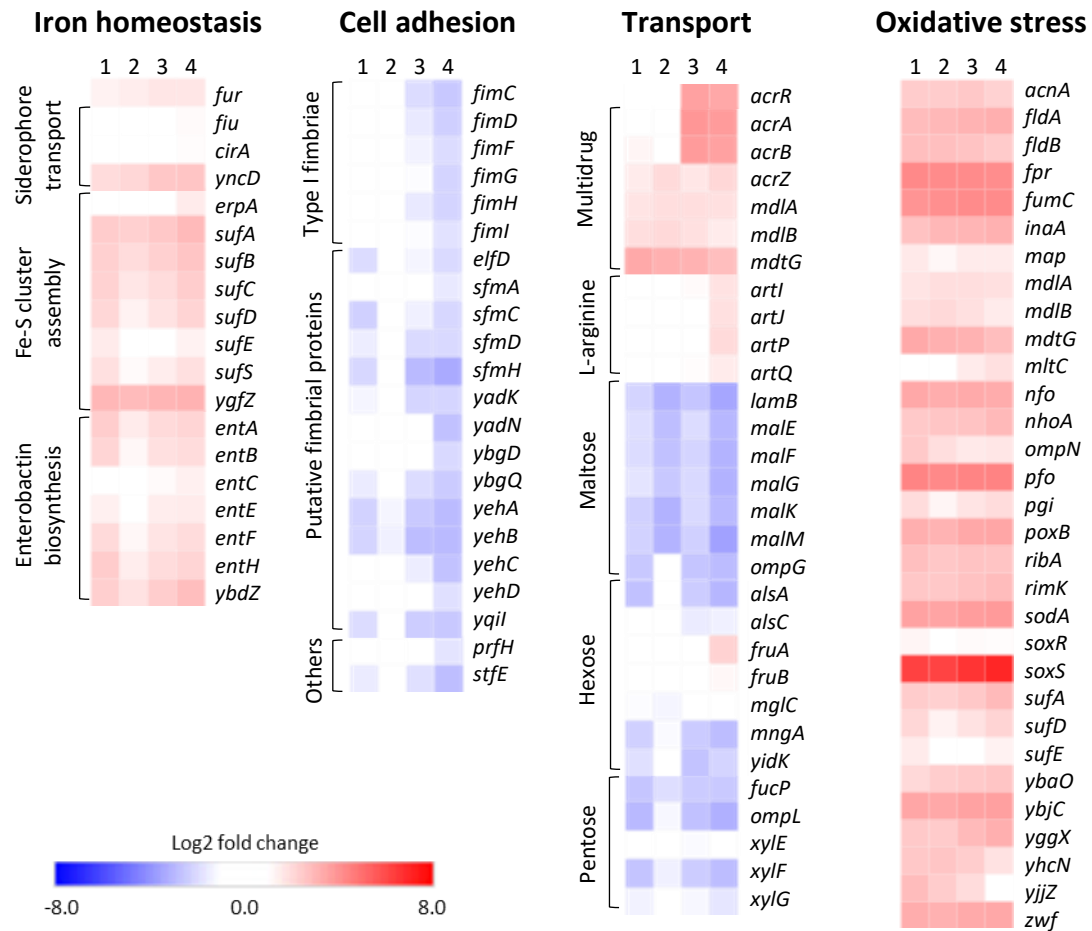 Iron homeostasis
1 2 3 4
Siderophore
transport
Fe-S cluster
assembly
Enterobactin
biosynthesis
fur
fiu
cirA
yncD
erpA
sufA
sufB
sufC
sufD
sufE
sufS
ygfZ
entA
entB
entC
entE
entF
entH
ybdZ
Cell adhesion
1 2 3 4
Type I fimbriae
Putative fimbrial proteins
Others
fimC
fimD
fimF
fimG
fimH
fimI
elfD
sfmA
sfmC
sfmD
sfmH
yadK
yadN
ybgD
ybgQ
yehA
yehB
yehC
yehD
yqiI
prfH
stfE
Transport
1 2 3 4
Multidrug
L-arginine
Maltose
Hexose
Pentose
acrR
acrA
acrB
acrZ
mdlA
mdlB
mdtG
artI
artJ
artP
artQ
lamB
malE
malF
malG
malK
malM
ompG
alsA
alsC
fruA
fruB
mglC
mngA
yidK
fucP
ompL
xylE
xylF
xylG
Oxidative stress
1 2 3 4
acnA
fldA
fldB
fpr
fumC
inaA
map
mdlA
mdlB
mdtG
mltC
nfo
nhoA
ompN
pfo
pgi
poxB
ribA
rimK
sodA
soxR
soxS
sufA
sufD
sufE
ybaO
ybjC
yggX
yhcN
yjjZ
zwf
Log2 fold change
-8.0 0.0 8.0